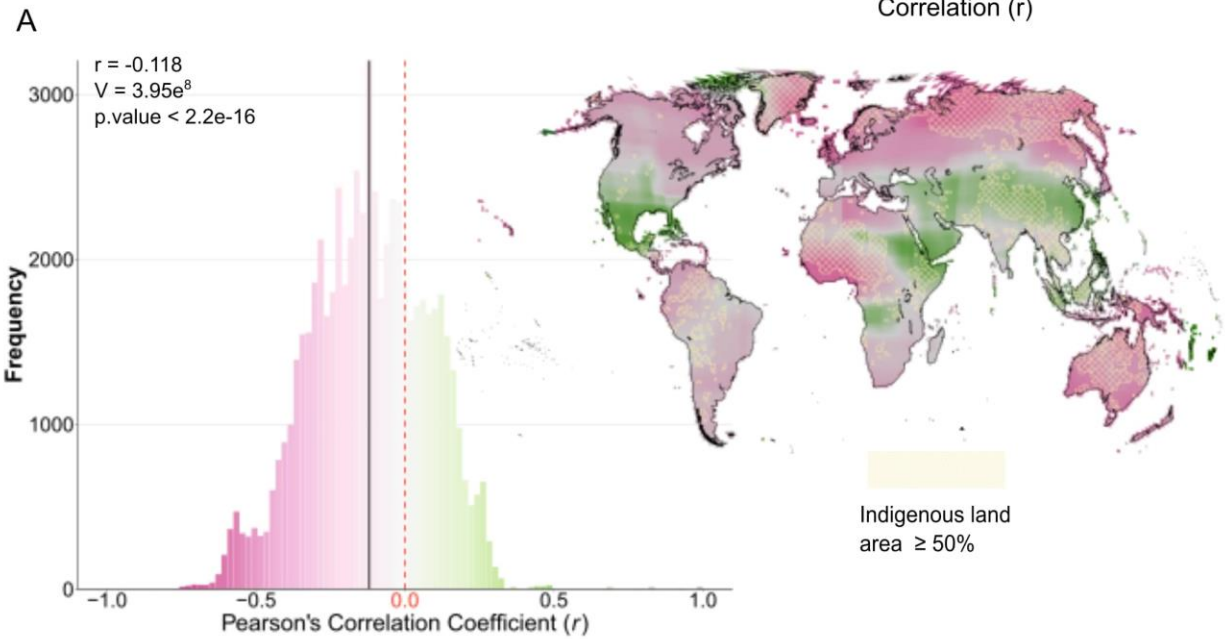 A
Correlation (r)
r = -0.118
V = 3.95e⁸
p.value < 2.2e-16
3000
2000
1000
0
Frequency
−1.0 −0.5 0.0 0.5 1.0
Pearson's Correlation Coefficient (r)
Indigenous land
area ≥ 50%